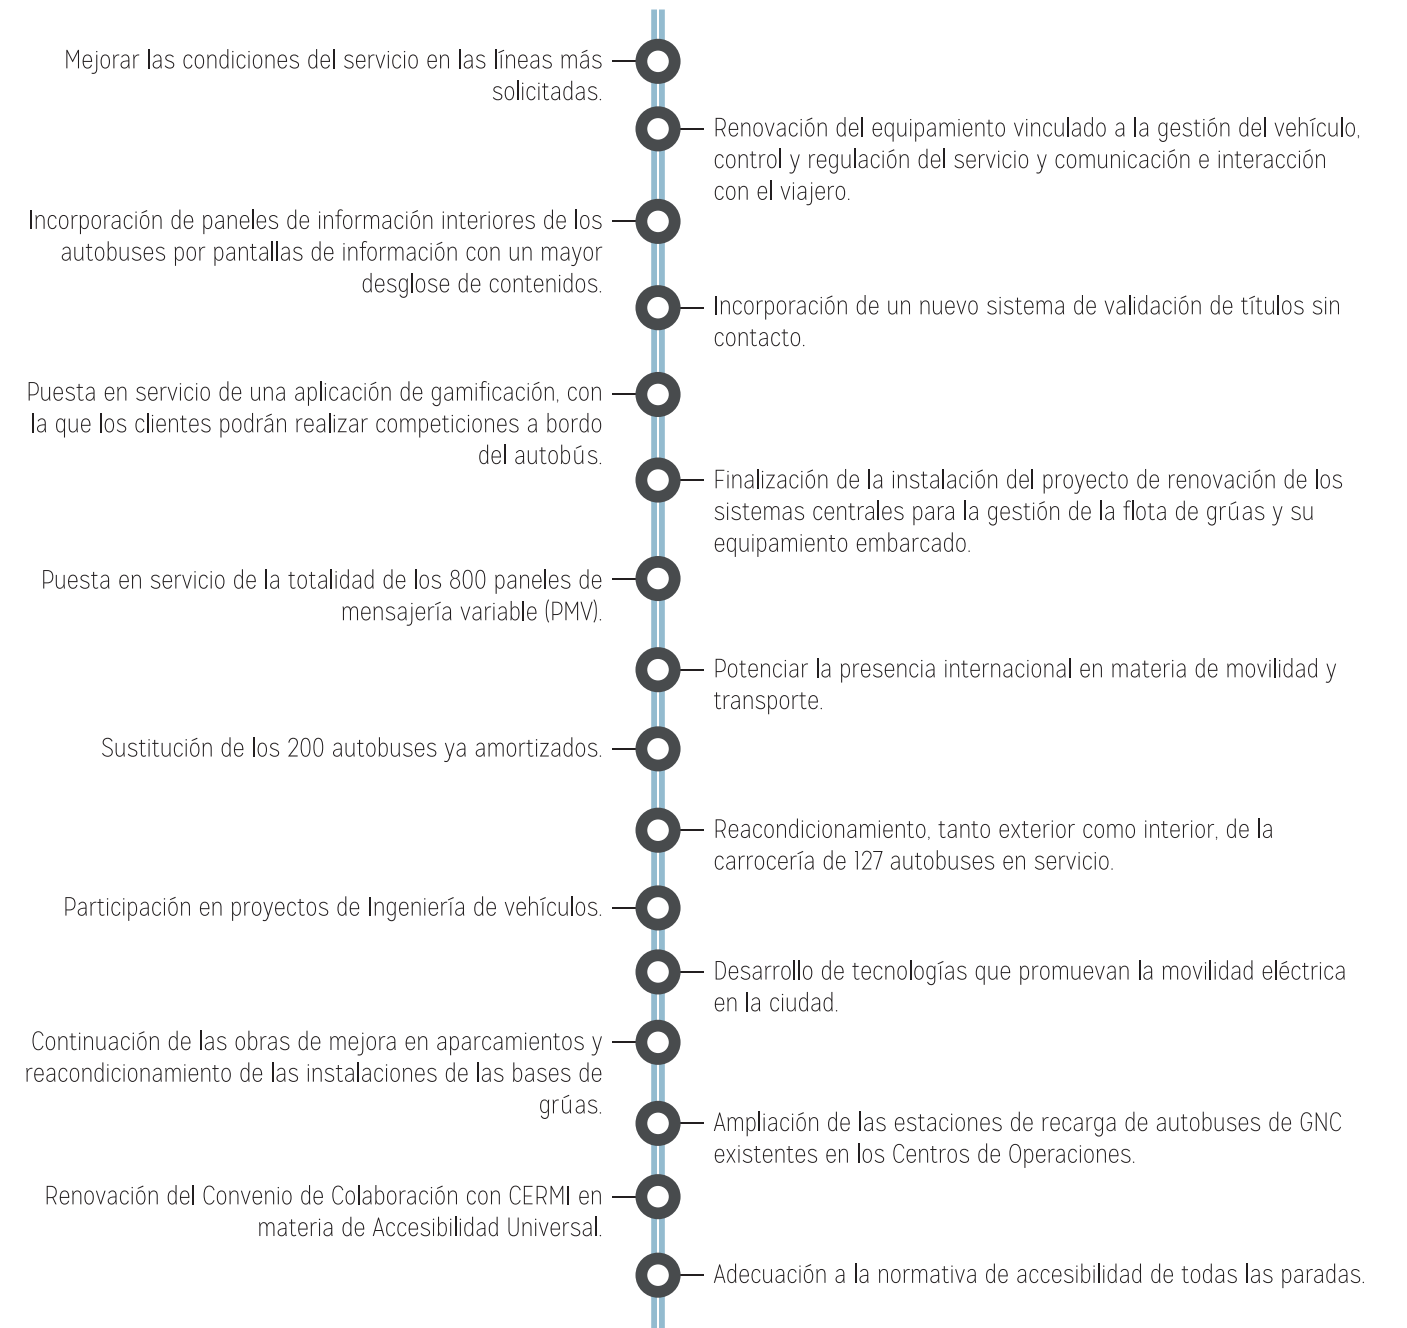 Mejorar las condiciones del servicio en las líneas más
solicitadas.
Renovación del equipamiento vinculado a la gestión del vehículo,
control y regulación del servicio y comunicación e interacción
con el viajero.
Incorporación de paneles de información interiores de los
autobuses por pantallas de información con un mayor
desglose de contenidos.
Incorporación de un nuevo sistema de validación de títulos sin
contacto.
Puesta en servicio de una aplicación de gamificación, con
la que los clientes podrán realizar competiciones a bordo
del autobús.
Finalización de la instalación del proyecto de renovación de los
sistemas centrales para la gestión de la flota de grúas y su
equipamiento embarcado.
Puesta en servicio de la totalidad de los 800 paneles de
mensajería variable (PMV).
Potenciar la presencia internacional en materia de movilidad y
transporte.
Sustitución de los 200 autobuses ya amortizados.
Reacondicionamiento, tanto exterior como interior, de la
carrocería de 127 autobuses en servicio.
Participación en proyectos de Ingeniería de vehículos.
Desarrollo de tecnologías que promuevan la movilidad eléctrica
en la ciudad.
Continuación de las obras de mejora en aparcamientos y
reacondicionamiento de las instalaciones de las bases de
grúas.
Ampliación de las estaciones de recarga de autobuses de GNC
existentes en los Centros de Operaciones.
Renovación del Convenio de Colaboración con CERMI en
materia de Accesibilidad Universal.
Adecuación a la normativa de accesibilidad de todas las paradas.